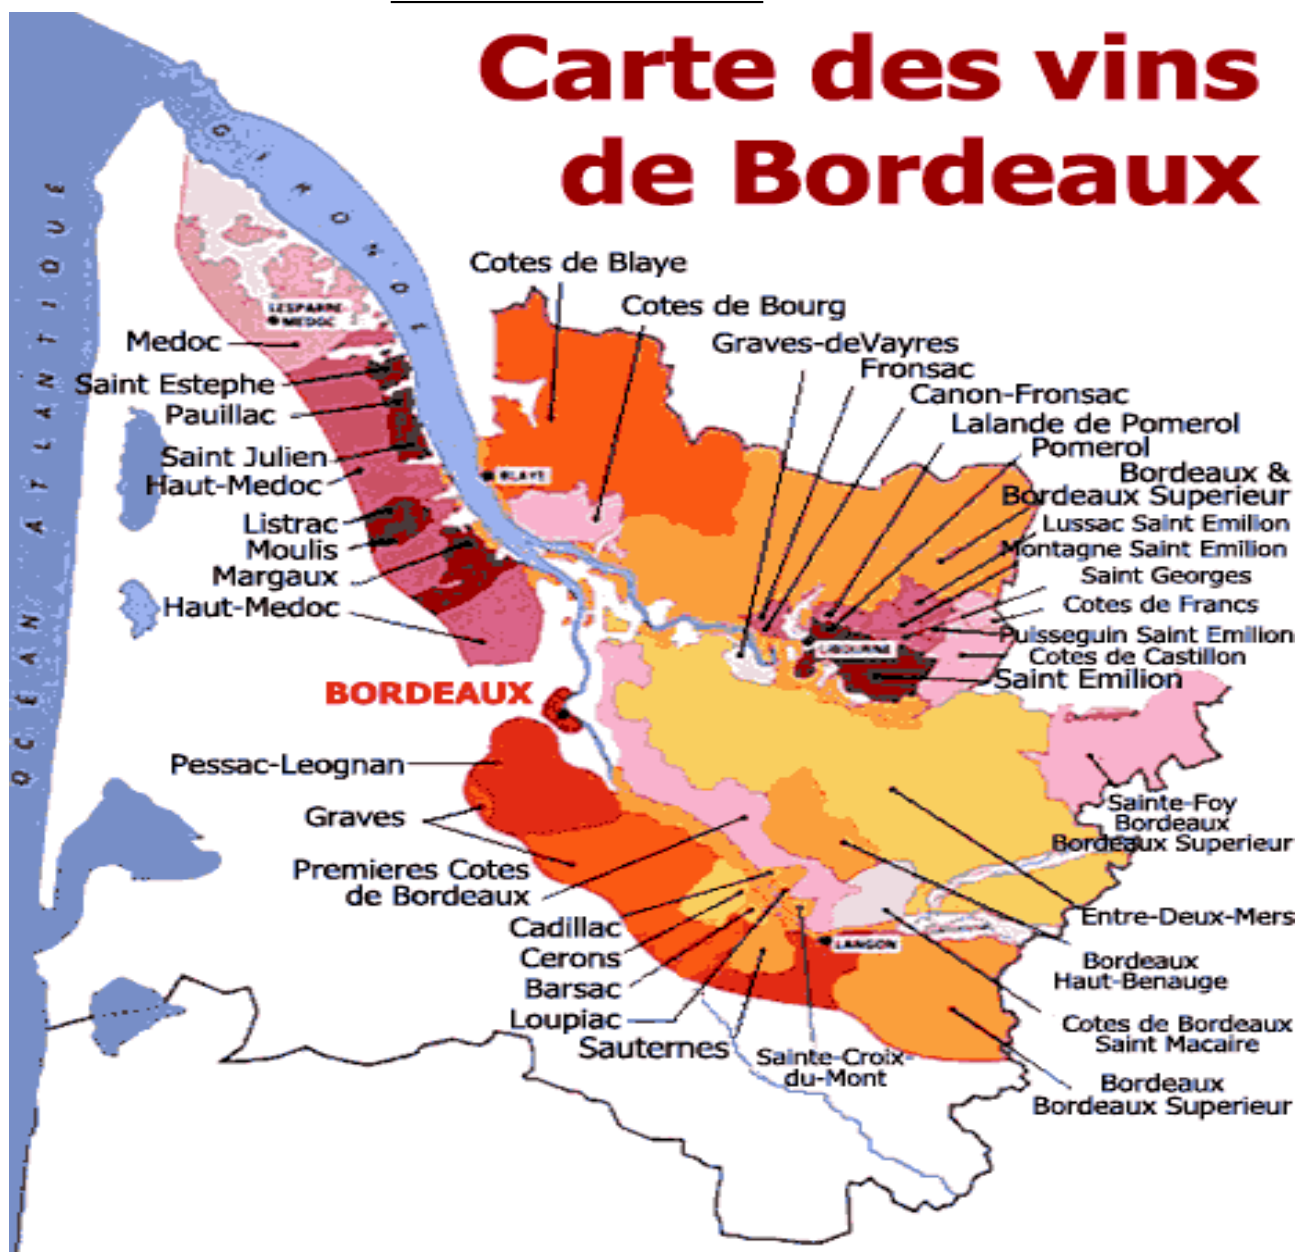 Carte des vins
de Bordeaux
GIRONDE
OCÉAN ATLANTIQUE
Cotes de Blaye
Cotes de Bourg
Graves-deVayres
Fronsac
Canon-Fronsac
Lalande de Pomerol
Pomerol
Bordeaux &
Bordeaux Superieur
Lussac Saint Emilion
Montagne Saint Emilion
Saint Georges
Cotes de Francs
Puisseguin Saint Emilion
Cotes de Castillon
Saint Emilion
LESPARRE
MEDOC
Medoc
Saint Estephe
Pauillac
Saint Julien
Haut-Medoc
Listrac
Moulis
Margaux
Haut-Medoc
BLAYE
LIBOURNE
BORDEAUX
Pessac-Leognan
Graves
Premieres Cotes
de Bordeaux
Cadillac
Cerons
Barsac
Loupiac
Sauternes
Sainte-Croix-
du-Mont
LANGON
Sainte-Foy
Bordeaux
Bordeaux Superieur
Entre-Deux-Mers
Bordeaux
Haut-Benauge
Cotes de Bordeaux
Saint Macaire
Bordeaux
Bordeaux Superieur